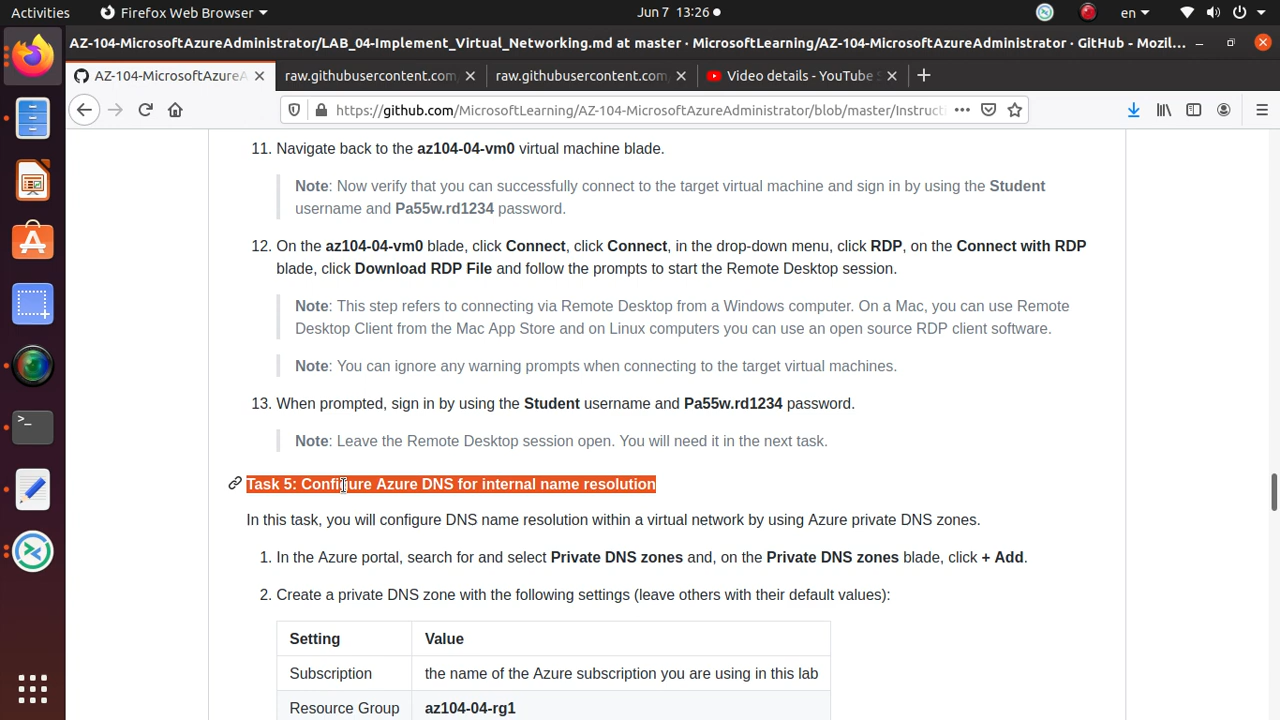 Activities
Firefox Web Browser
Jun 7 13:26
en
AZ-104-MicrosoftAzureAdministrator/LAB_04-Implement_Virtual_Networking.md at master · MicrosoftLearning/AZ-104-MicrosoftAzureAdministrator · GitHub - Mozil...
AZ-104-MicrosoftAzureA
raw.githubusercontent.com
raw.githubusercontent.com
Video details - YouTube S
https://github.com/MicrosoftLearning/AZ-104-MicrosoftAzureAdministrator/blob/master/Instructi
11. Navigate back to the az104-04-vm0 virtual machine blade.
Note: Now verify that you can successfully connect to the target virtual machine and sign in by using the Student
username and Pa55w.rd1234 password.
12. On the az104-04-vm0 blade, click Connect, click Connect, in the drop-down menu, click RDP, on the Connect with RDP
blade, click Download RDP File and follow the prompts to start the Remote Desktop session.
Note: This step refers to connecting via Remote Desktop from a Windows computer. On a Mac, you can use Remote
Desktop Client from the Mac App Store and on Linux computers you can use an open source RDP client software.
Note: You can ignore any warning prompts when connecting to the target virtual machines.
13. When prompted, sign in by using the Student username and Pa55w.rd1234 password.
Note: Leave the Remote Desktop session open. You will need it in the next task.
Task 5: Configure Azure DNS for internal name resolution
In this task, you will configure DNS name resolution within a virtual network by using Azure private DNS zones.
1. In the Azure portal, search for and select Private DNS zones and, on the Private DNS zones blade, click + Add.
2. Create a private DNS zone with the following settings (leave others with their default values):
Setting Value
Subscription the name of the Azure subscription you are using in this lab
Resource Group az104-04-rg1